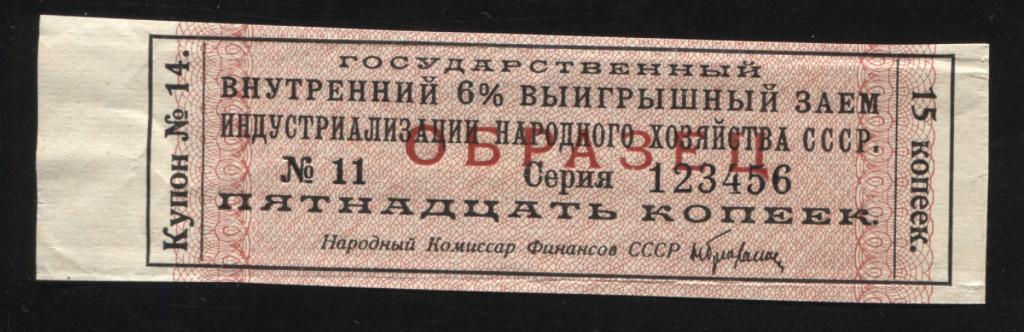 Купон № 14.
ГОСУДАРСТВЕННЫЙ
ВНУТРЕННИЙ 6% ВЫИГРЫШНЫЙ ЗАЕМ
ИНДУСТРИАЛИЗАЦИИ НАРОДНОГО ХОЗЯЙСТВА СССР.
ОБРАЗЕЦ
№ 11 Серия 123456
ПЯТНАДЦАТЬ КОПЕЕК.
Народный Комиссар Финансов СССР
15 копеек.